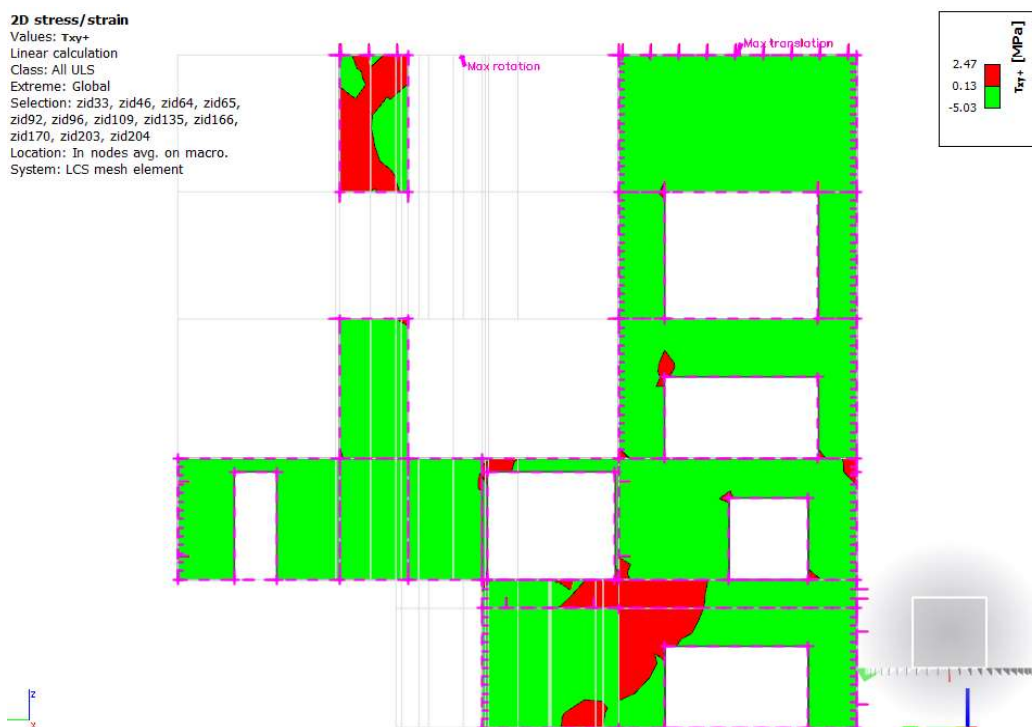 2D stress/strain
Values: τxy+
Linear calculation
Class: All ULS
Extreme: Global
Selection: zid33, zid46, zid64, zid65,
zid92, zid96, zid109, zid135, zid166,
zid170, zid203, zid204
Location: In nodes avg. on macro.
System: LCS mesh element
Max rotation
Max translation
2.47
0.13
-5.03
τxy+ [MPa]
z